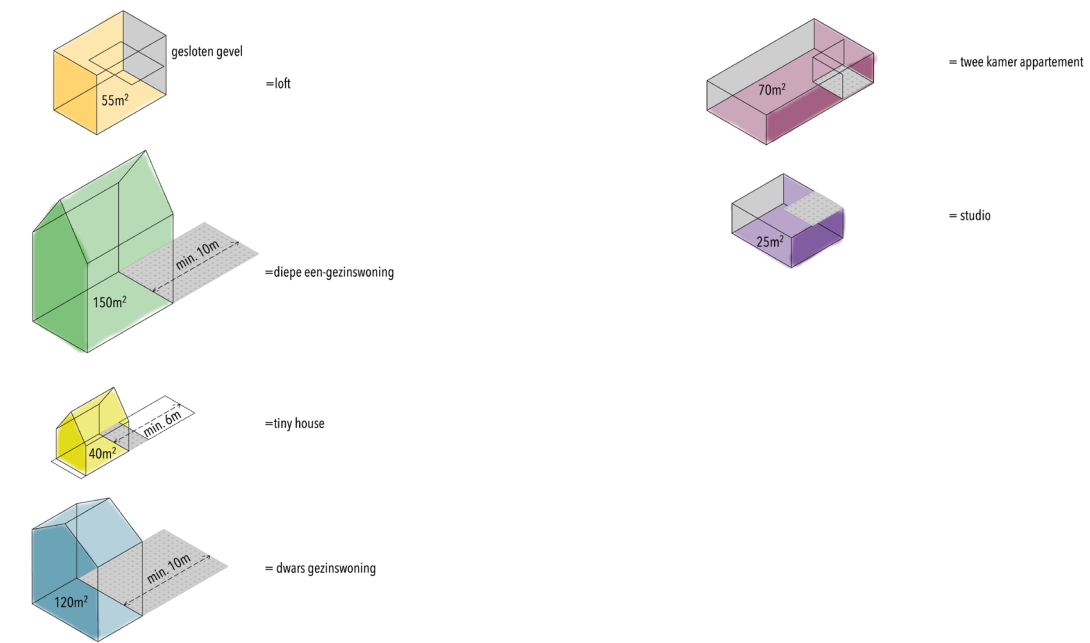 gesloten gevel
55m²
=loft
min. 10m
150m²
=diepe een-gezinswoning
min. 6m
40m²
=tiny house
min. 10m
120m²
= dwars gezinswoning
70m²
= twee kamer appartement
25m²
= studio